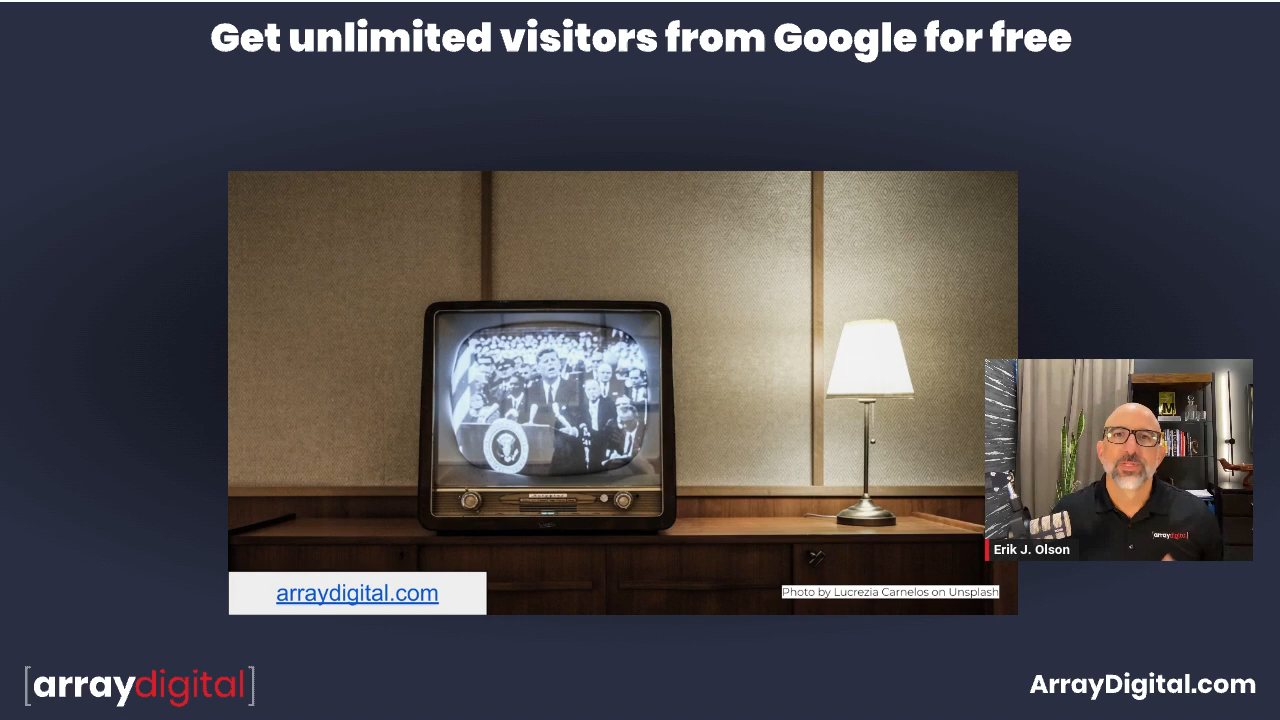 Get unlimited visitors from Google for free
[arraydigital]
Erik J. Olson
arraydigital.com
Photo by Lucrezia Carnelos on Unsplash
[arraydigital]
ArrayDigital.com